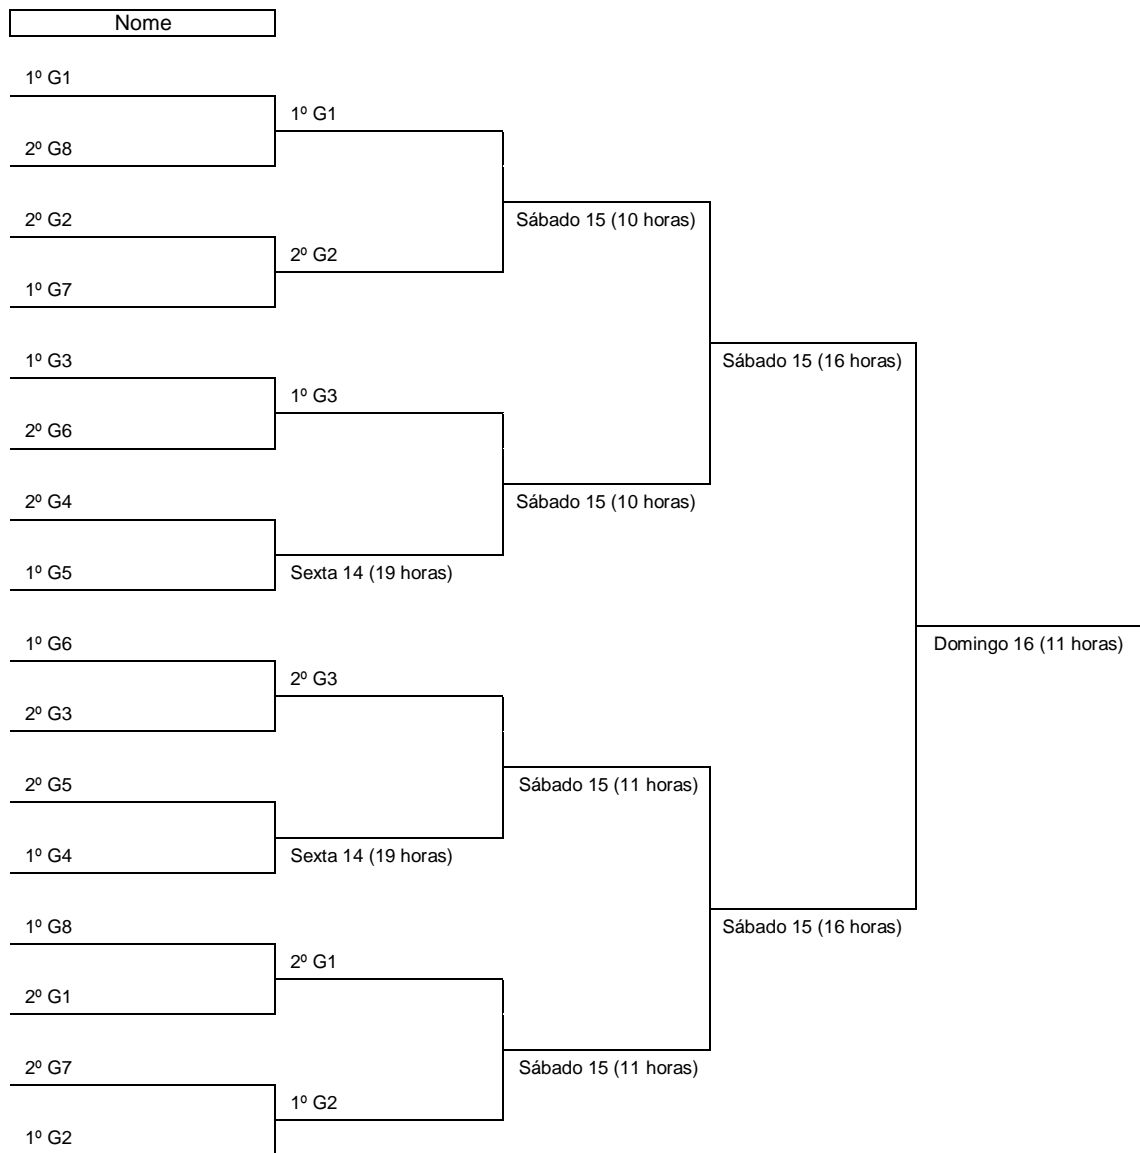 Nome
1º G1
1º G1
2º G8
2º G2
Sábado 15 (10 horas)
2º G2
1º G7
1º G3
Sábado 15 (16 horas)
1º G3
2º G6
2º G4
Sábado 15 (10 horas)
1º G5
Sexta 14 (19 horas)
1º G6
Domingo 16 (11 horas)
2º G3
2º G3
2º G5
Sábado 15 (11 horas)
1º G4
Sexta 14 (19 horas)
1º G8
Sábado 15 (16 horas)
2º G1
2º G1
2º G7
Sábado 15 (11 horas)
1º G2
1º G2